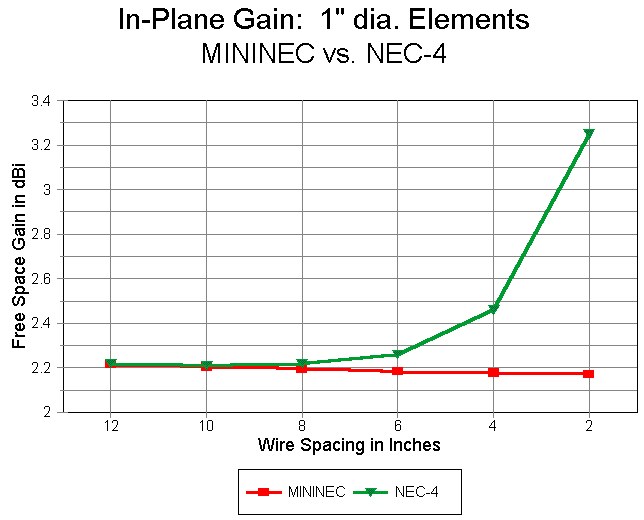 In-Plane Gain:  1" dia. Elements
MININEC vs. NEC-4
Free Space Gain in dBi
3.4
3.2
3
2.8
2.6
2.4
2.2
2
12 10 8 6 4 2
Wire Spacing in Inches
MININEC NEC-4